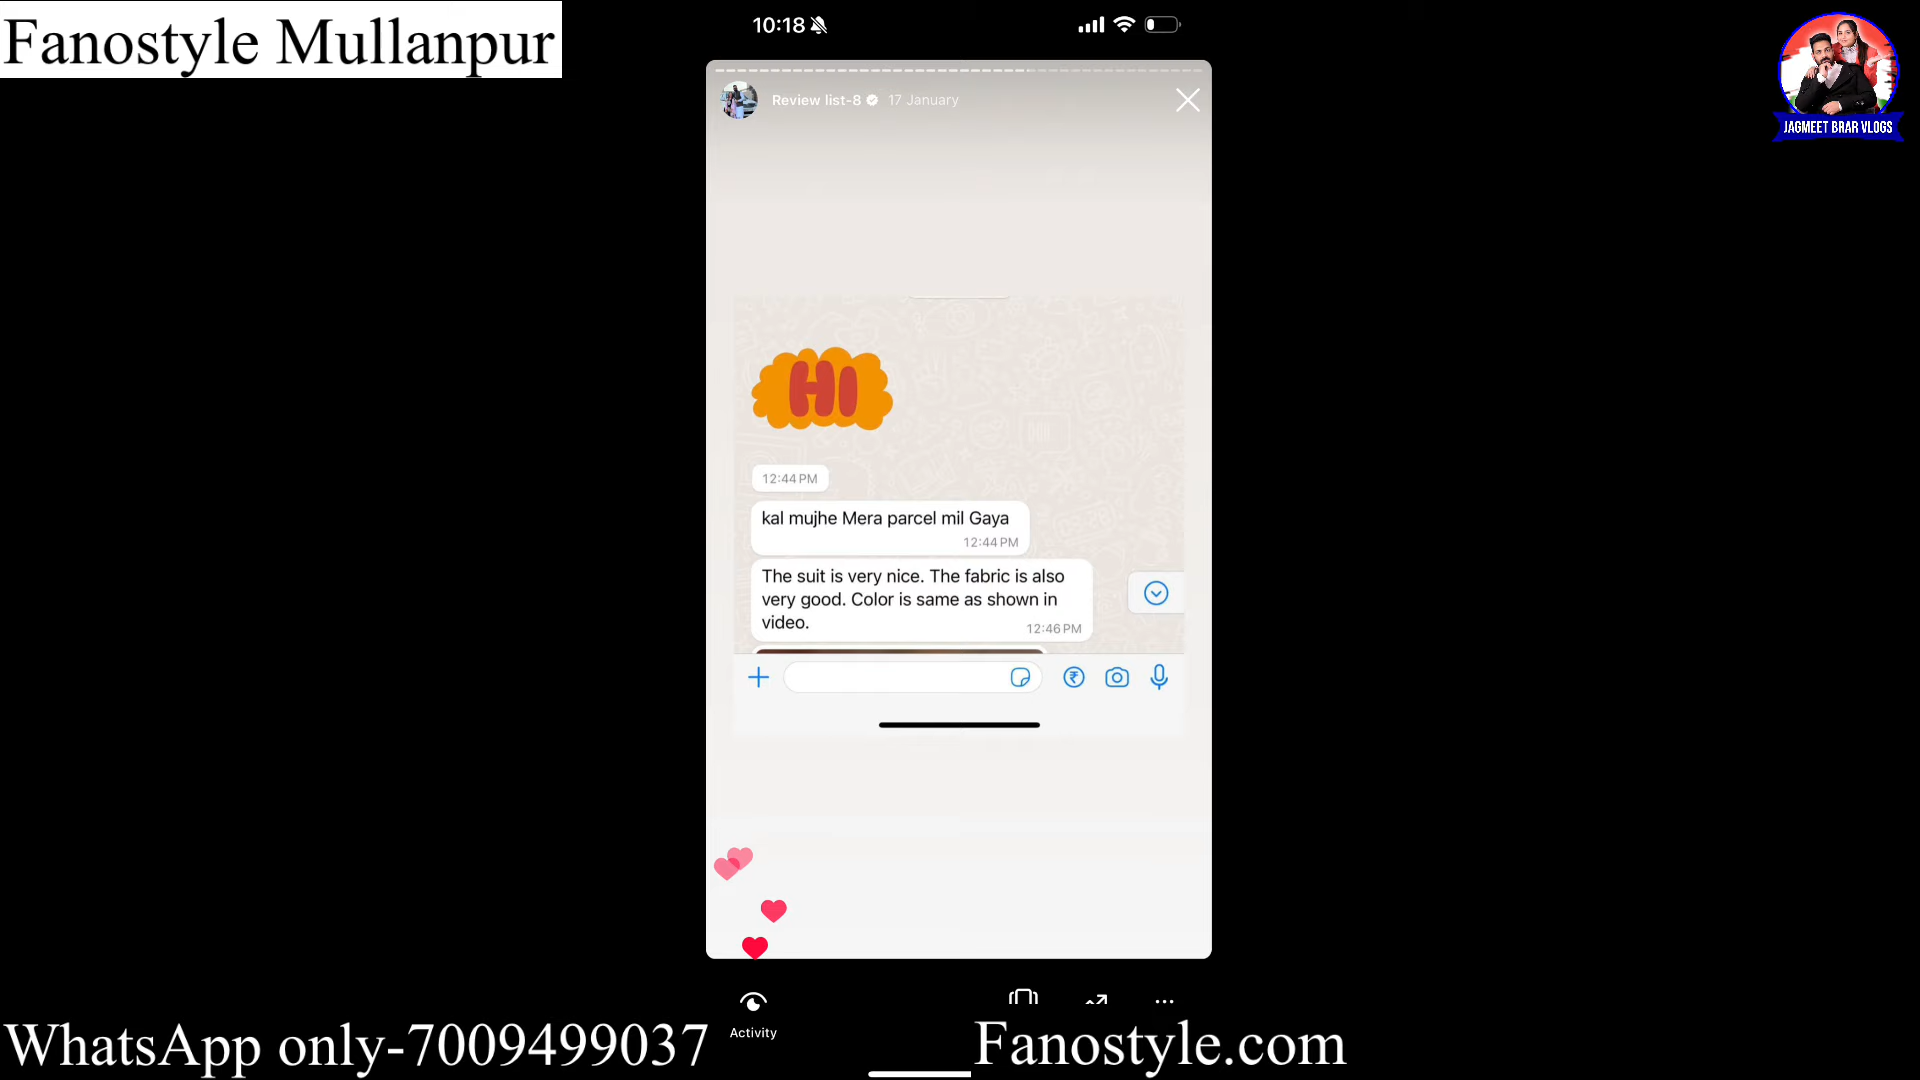 Fanostyle Mullanpur
10:18
JAGMEET BRAR VLOGS
Review list-8 17 January
HI
12:44 PM
kal mujhe Mera parcel mil Gaya
12:44 PM
The suit is very nice. The fabric is also
very good. Color is same as shown in
video.
12:46 PM
Activity
WhatsApp only-7009499037
Fanostyle.com